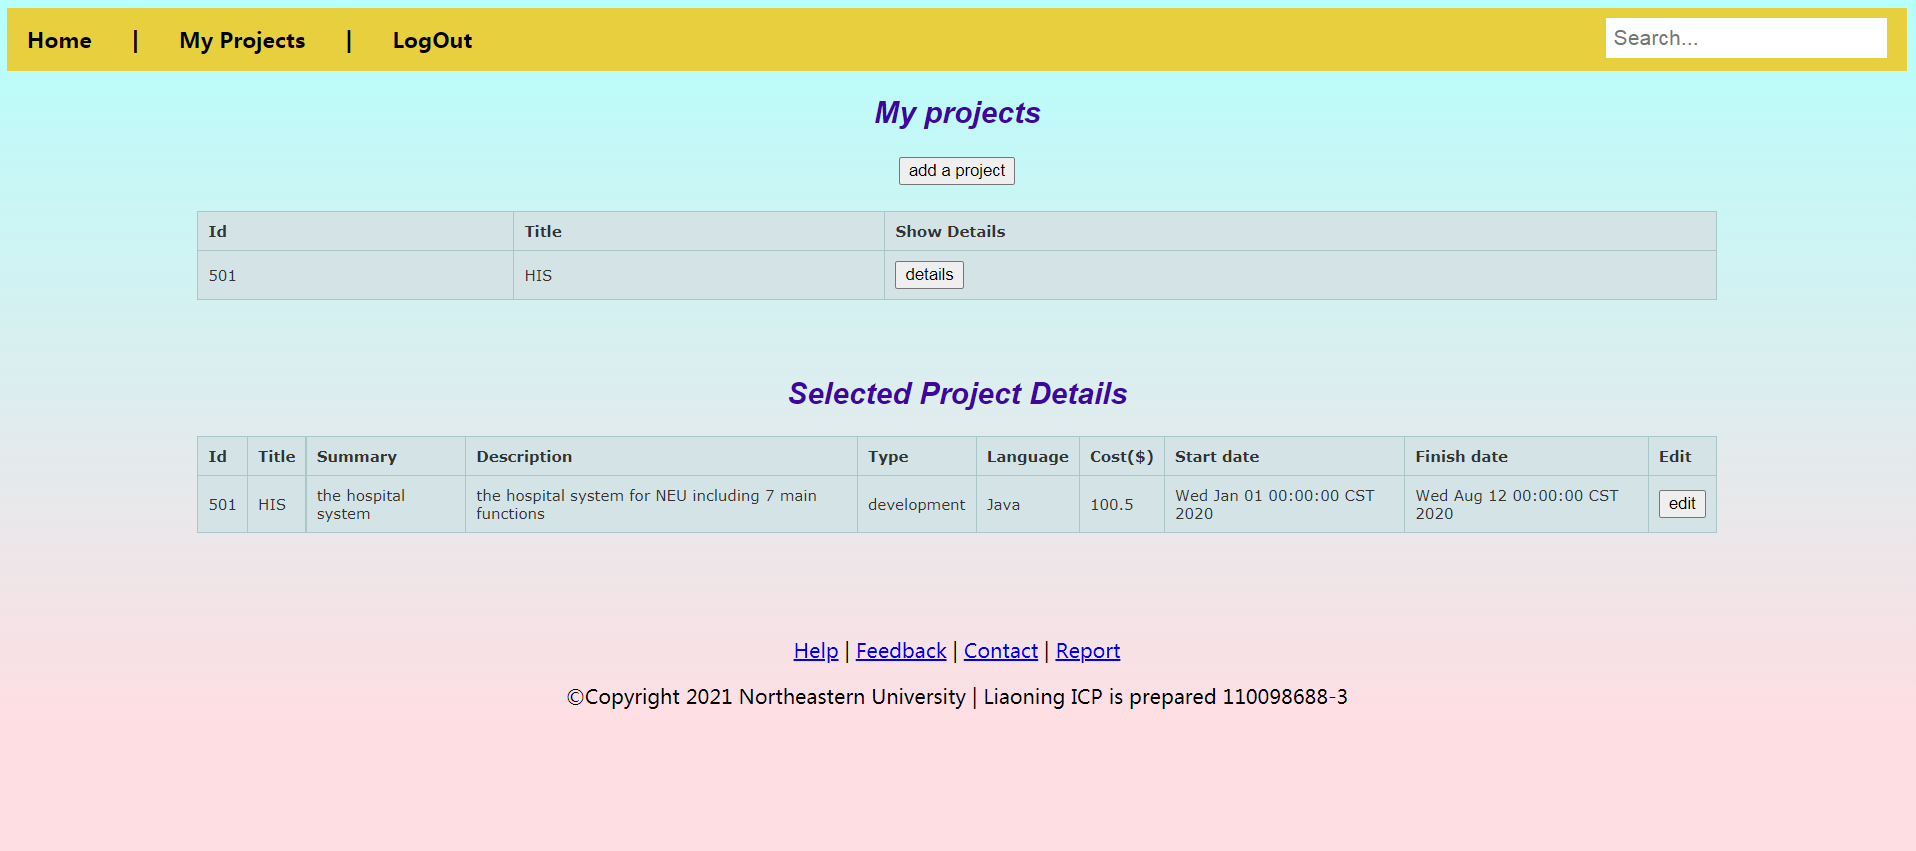 Home | My Projects | LogOut Search...
My projects
add a project
Id Title Show Details
501 HIS details
Selected Project Details
Id Title Summary Description Type Language Cost($) Start date Finish date Edit
501 HIS the hospital system the hospital system for NEU including 7 main functions development Java 100.5 Wed Jan 01 00:00:00 CST 2020 Wed Aug 12 00:00:00 CST 2020 edit
Help | Feedback | Contact | Report
©Copyright 2021 Northeastern University | Liaoning ICP is prepared 110098688-3